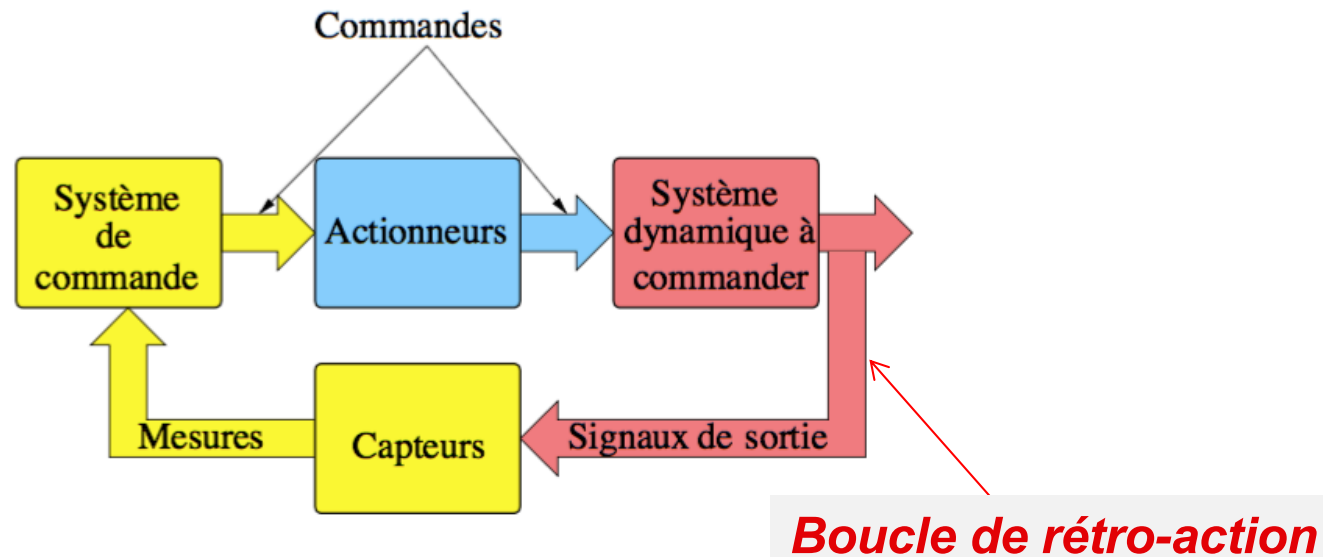 Commandes
Système
de
commande
Actionneurs
Système
dynamique à
commander
Mesures
Capteurs
Signaux de sortie
Boucle de rétro-action